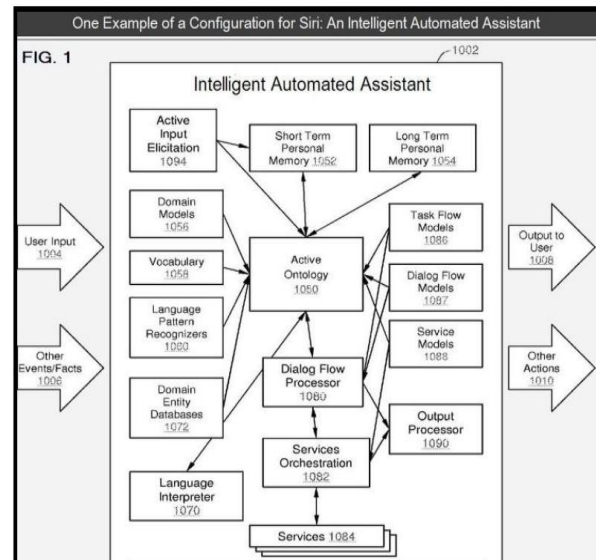 One Example of a Configuration for Siri: An Intelligent Automated Assistant
FIG. 1
1002
Intelligent Automated Assistant
Active
Input
Elicitation
1094
Short Term
Personal
Memory 1052
Long Term
Personal
Memory 1054
Domain
Models
1056
Task Flow
Models
1086
User Input
1004
Output to
User
1008
Vocabulary
1058
Active
Ontology
1050
Dialog Flow
Models
1087
Language
Pattern
Recognizers
1060
Service
Models
1088
Other
Events/Facts
1006
Other
Actions
1010
Dialog Flow
Processor
1080
Domain
Entity
Databases
1072
Output
Processor
1090
Services
Orchestration
1082
Language
Interpreter
1070
Services 1084